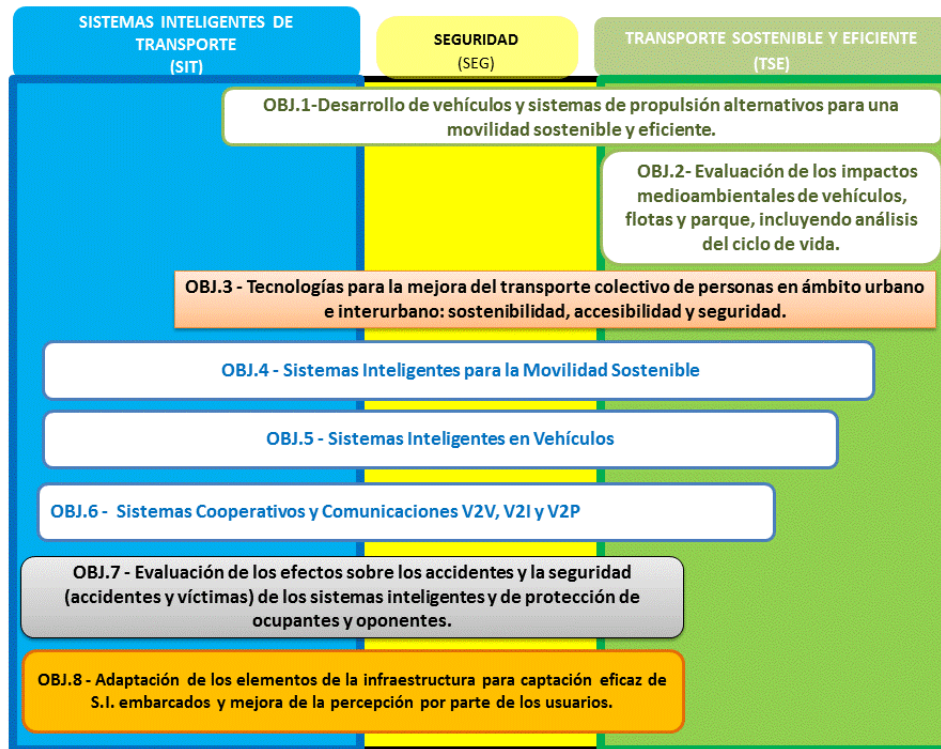 SISTEMAS INTELIGENTES DE
TRANSPORTE
(SIT)
SEGURIDAD
(SEG)
TRANSPORTE SOSTENIBLE Y EFICIENTE
(TSE)
OBJ.1-Desarrollo de vehículos y sistemas de propulsión alternativos para una
movilidad sostenible y eficiente.
OBJ.2- Evaluación de los impactos
medioambientales de vehículos,
flotas y parque, incluyendo análisis
del ciclo de vida.
OBJ.3 - Tecnologías para la mejora del transporte colectivo de personas en ámbito urbano
e interurbano: sostenibilidad, accesibilidad y seguridad.
OBJ.4 - Sistemas Inteligentes para la Movilidad Sostenible
OBJ.5 - Sistemas Inteligentes en Vehículos
OBJ.6 - Sistemas Cooperativos y Comunicaciones V2V, V2I y V2P
OBJ.7 - Evaluación de los efectos sobre los accidentes y la seguridad
(accidentes y víctimas) de los sistemas inteligentes y de protección de
ocupantes y oponentes.
OBJ.8 - Adaptación de los elementos de la infraestructura para captación eficaz de
S.I. embarcados y mejora de la percepción por parte de los usuarios.